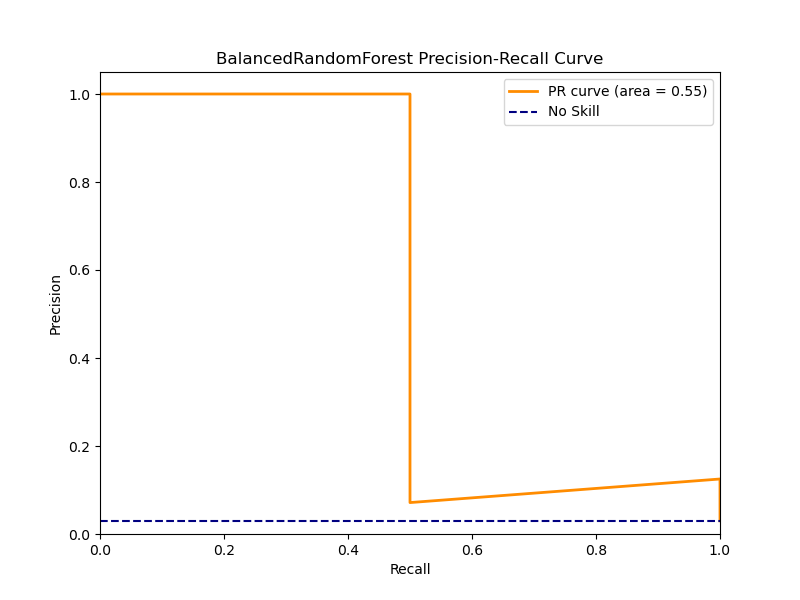 BalancedRandomForest Precision-Recall Curve
PR curve (area = 0.55)
No Skill
Precision
1.0
0.8
0.6
0.4
0.2
0.0
0.0 0.2 0.4 0.6 0.8 1.0
Recall